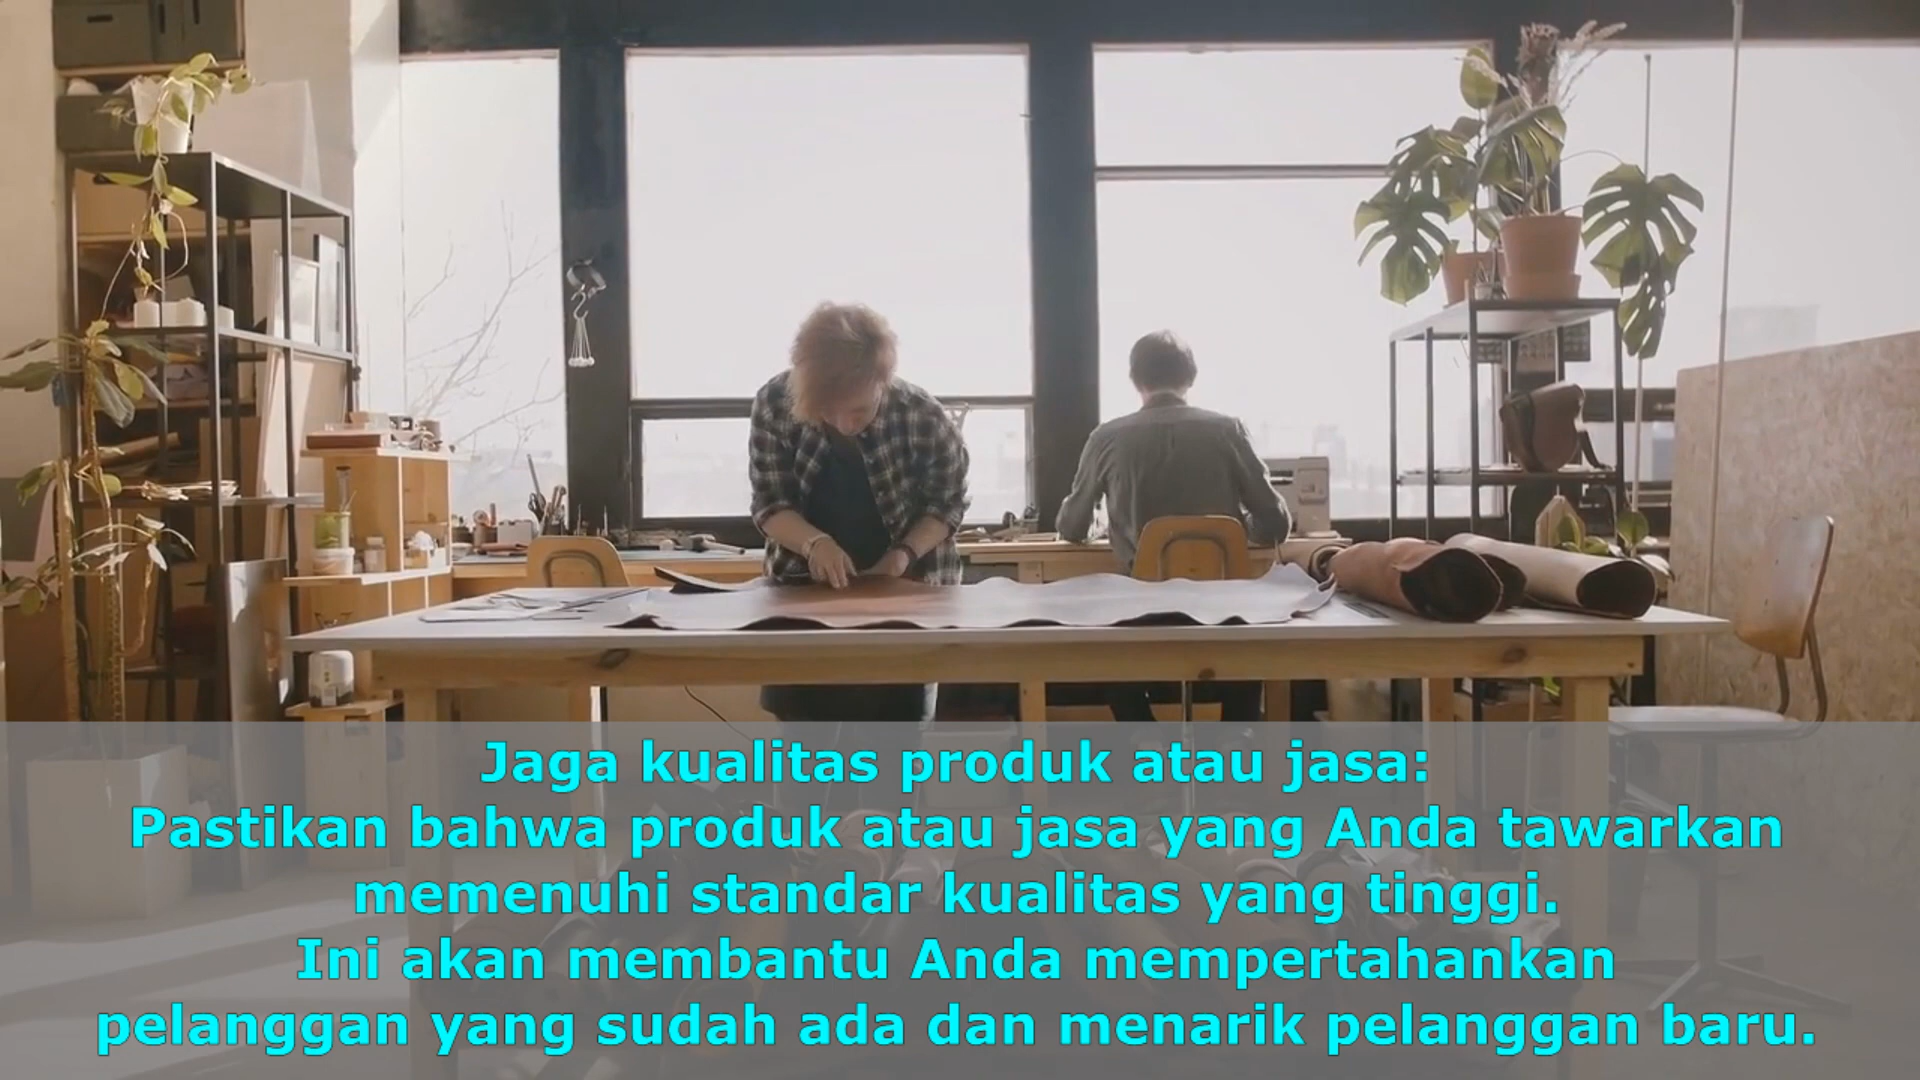 Jaga kualitas produk atau jasa:
Pastikan bahwa produk atau jasa yang Anda tawarkan
memenuhi standar kualitas yang tinggi.
Ini akan membantu Anda mempertahankan
pelanggan yang sudah ada dan menarik pelanggan baru.